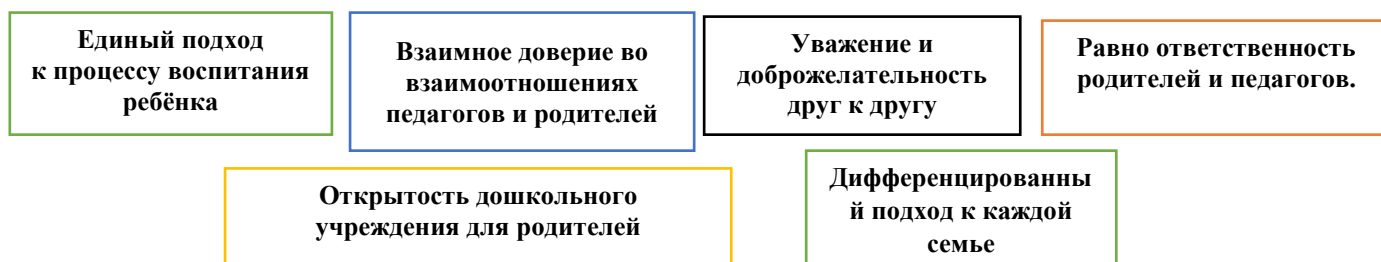 Единый подход
к процессу воспитания
ребёнка
Взаимное доверие во
взаимоотношениях
педагогов и родителей
Уважение и
доброжелательность
друг к другу
Равно ответственность
родителей и педагогов.
Открытость дошкольного
учреждения для родителей
Дифференцированны
й подход к каждой
семье